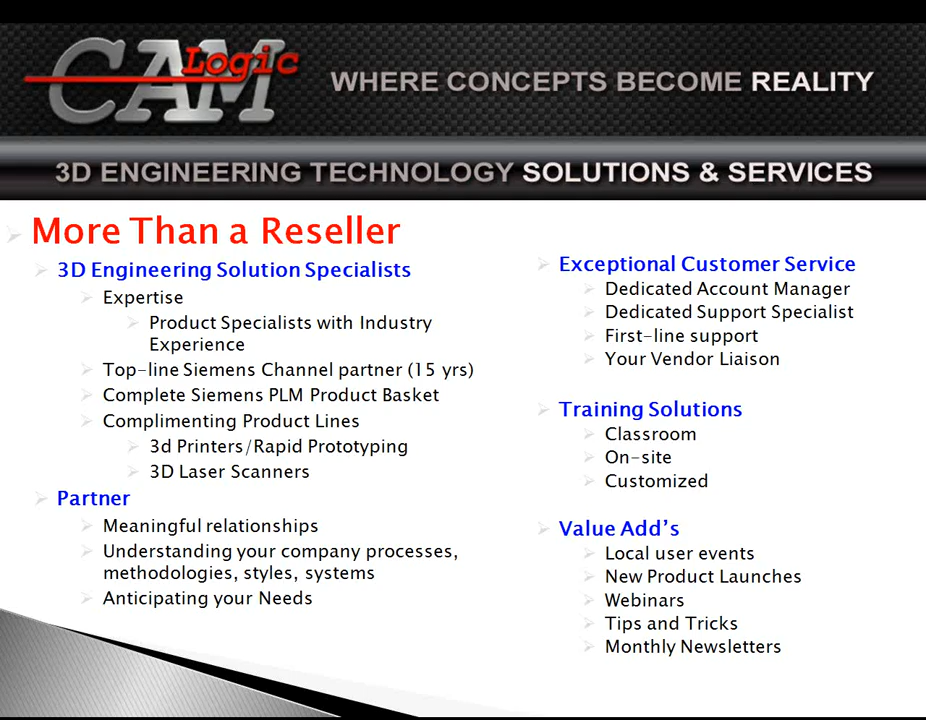 CAM Logic
WHERE CONCEPTS BECOME REALITY
3D ENGINEERING TECHNOLOGY SOLUTIONS & SERVICES
More Than a Reseller
3D Engineering Solution Specialists
Expertise
Product Specialists with Industry
Experience
Top-line Siemens Channel partner (15 yrs)
Complete Siemens PLM Product Basket
Complimenting Product Lines
3d Printers/Rapid Prototyping
3D Laser Scanners
Partner
Meaningful relationships
Understanding your company processes,
methodologies, styles, systems
Anticipating your Needs
Exceptional Customer Service
Dedicated Account Manager
Dedicated Support Specialist
First-line support
Your Vendor Liaison
Training Solutions
Classroom
On-site
Customized
Value Add's
Local user events
New Product Launches
Webinars
Tips and Tricks
Monthly Newsletters